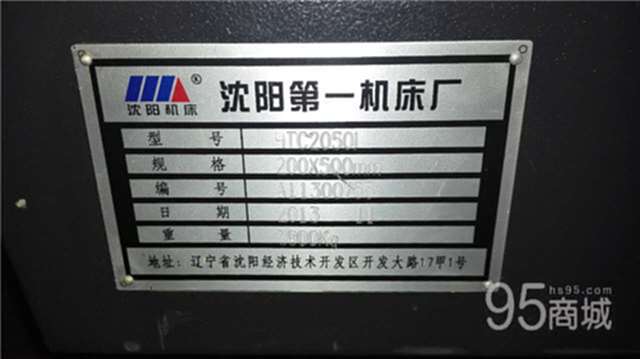 沈阳机床 ®
沈阳第一机床厂
型 号 HTC2050
规 格 200X500mm
编 号
日 期 2013 11
重 量
地址: 辽宁省沈阳经济技术开发区开发大路17甲1号
hs95.com
95商城